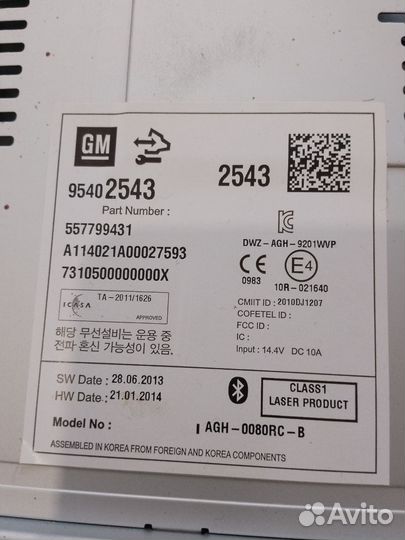 GM
95402543
2543
Part Number :
557799431
A114021A00027593
7310500000000X
DWZ-AGH-9201WVP
CE
0983
E4
10R-021640
TA-2011/1626
ICASA
APPROVED
CMIIT ID : 2010DJ1207
COFETEL ID :
FCC ID :
IC :
Input : 14.4V DC 10A
해당 무선설비는 운용 중
전파 혼신 가능성이 있음
SW Date : 28.06.2013
HW Date : 21.01.2014
CLASS1
LASER PRODUCT
Model No : AGH-0080RC-B
ASSEMBLED IN KOREA FROM FOREIGN AND KOREA COMPONENTS
Avito